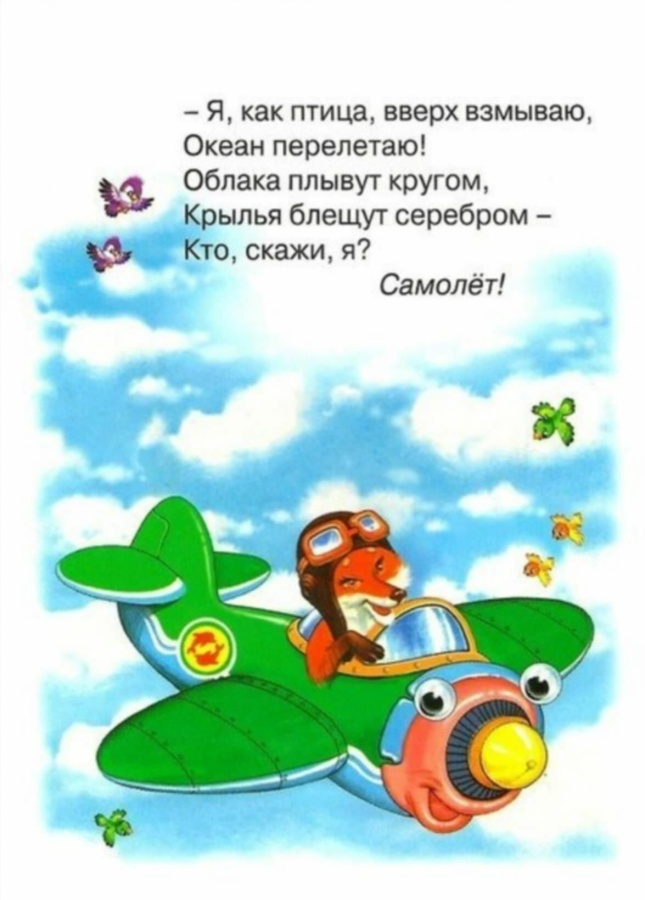 – Я, как птица, вверх взмываю,
Океан перелетаю!
Облака плывут кругом,
Крылья блещут серебром –
Кто, скажи, я?
Самолёт!